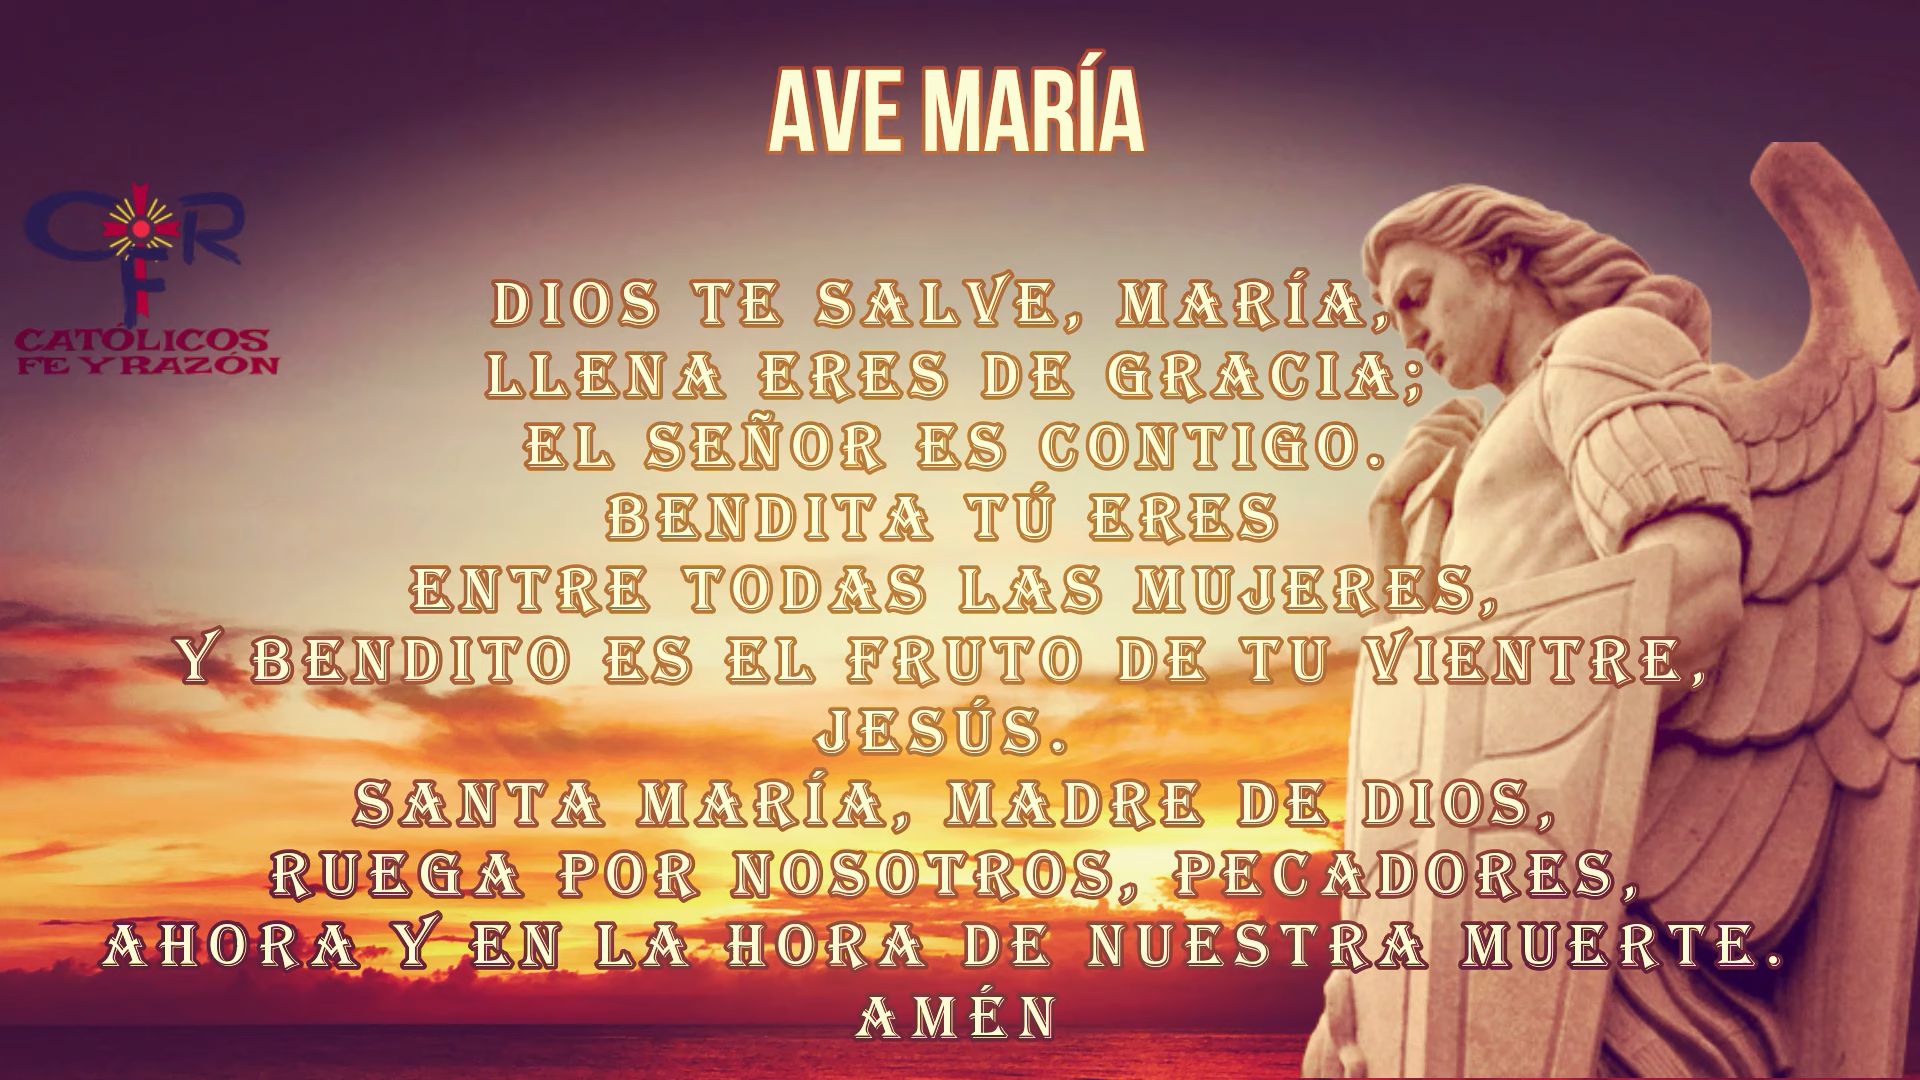 AVE MARÍA
CFR
CATÓLICOS
FE Y RAZÓN
DIOS TE SALVE, MARÍA,
LLENA ERES DE GRACIA;
EL SEÑOR ES CONTIGO.
BENDITA TÚ ERES
ENTRE TODAS LAS MUJERES,
Y BENDITO ES EL FRUTO DE TU VIENTRE,
JESÚS.
SANTA MARÍA, MADRE DE DIOS,
RUEGA POR NOSOTROS, PECADORES,
AHORA Y EN LA HORA DE NUESTRA MUERTE.
AMÉN